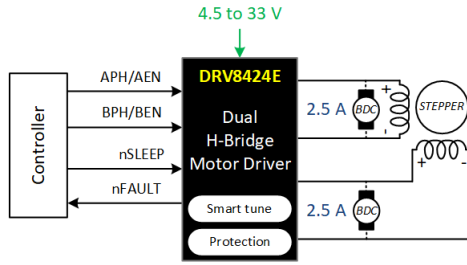 4.5 to 33 V
DRV8424E
Dual
H-Bridge
Motor Driver
Smart tune
Protection
Controller
APH/AEN
BPH/BEN
nSLEEP
nFAULT
2.5 A
BDC
+
-
STEPPER
+
-
2.5 A
BDC